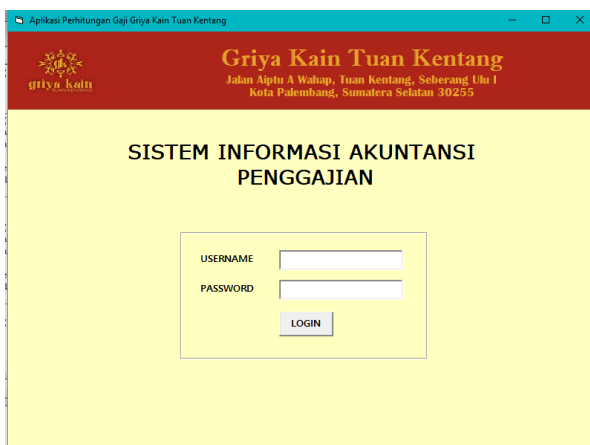 Aplikasi Perhitungan Gaji Griya Kain Tuan Kentang
griya kain
Griya Kain Tuan Kentang
Jalan Aiptu A Wahap, Tuan Kentang, Seberang Ulu I
Kota Palembang, Sumatera Selatan 30255
SISTEM INFORMASI AKUNTANSI
PENGGAJIAN
USERNAME
PASSWORD
LOGIN